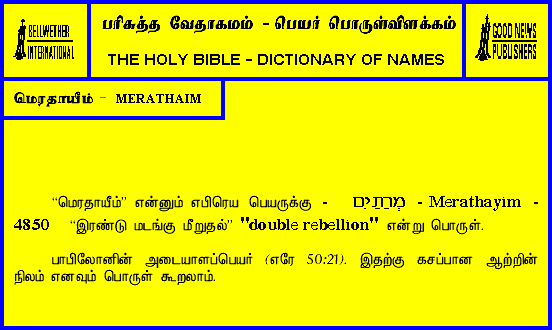 BELLWETHER
INTERNATIONAL
பரிசுத்த வேதாகமம் - பெயர் பொருள்விளக்கம்
THE HOLY BIBLE - DICTIONARY OF NAMES
GOOD NEWS
PUBLISHERS
மெரதாயீம் - MERATHAIM
“மெரதாயீம்” என்னும் எபிரெய பெயருக்கு - מְרָתַיִם - Merathayim -
4850 “இரண்டு மடங்கு மீறுதல்” "double rebellion" என்று பொருள்.
பாபிலோனின் அடையாளப்பெயர் (எரே 50:21). இதற்கு கசப்பான ஆற்றின்
நிலம் எனவும் பொருள் கூறலாம்.